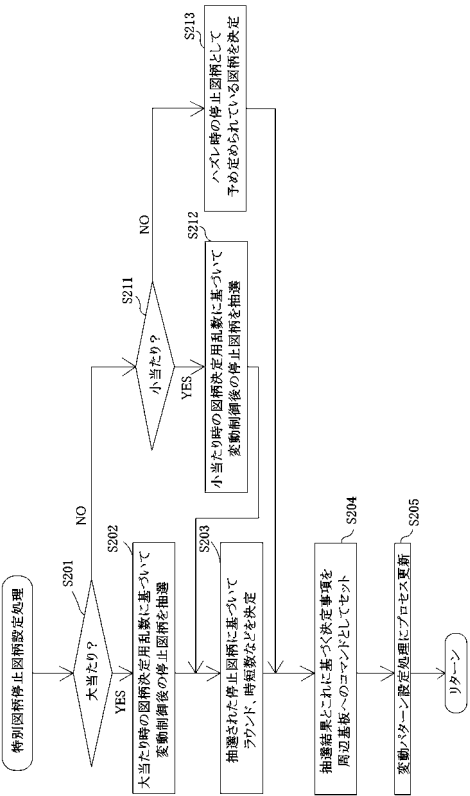 特別図柄停止図柄設定処理
S201
大当たり？
NO
YES
S202
大当たり時の図柄決定用乱数に基づいて
変動制御後の停止図柄を抽選
S211
小当たり？
NO
YES
S212
小当たり時の図柄決定用乱数に基づいて
変動制御後の停止図柄を抽選
S213
ハズレ時の停止図柄として
予め定められている図柄を決定
S203
抽選された停止図柄に基づいて
ラウンド、時短数などを決定
S204
抽選結果とこれに基づく決定事項を
周辺基板へのコマンドとしてセット
S205
変動パターン設定処理にプロセス更新
リターン